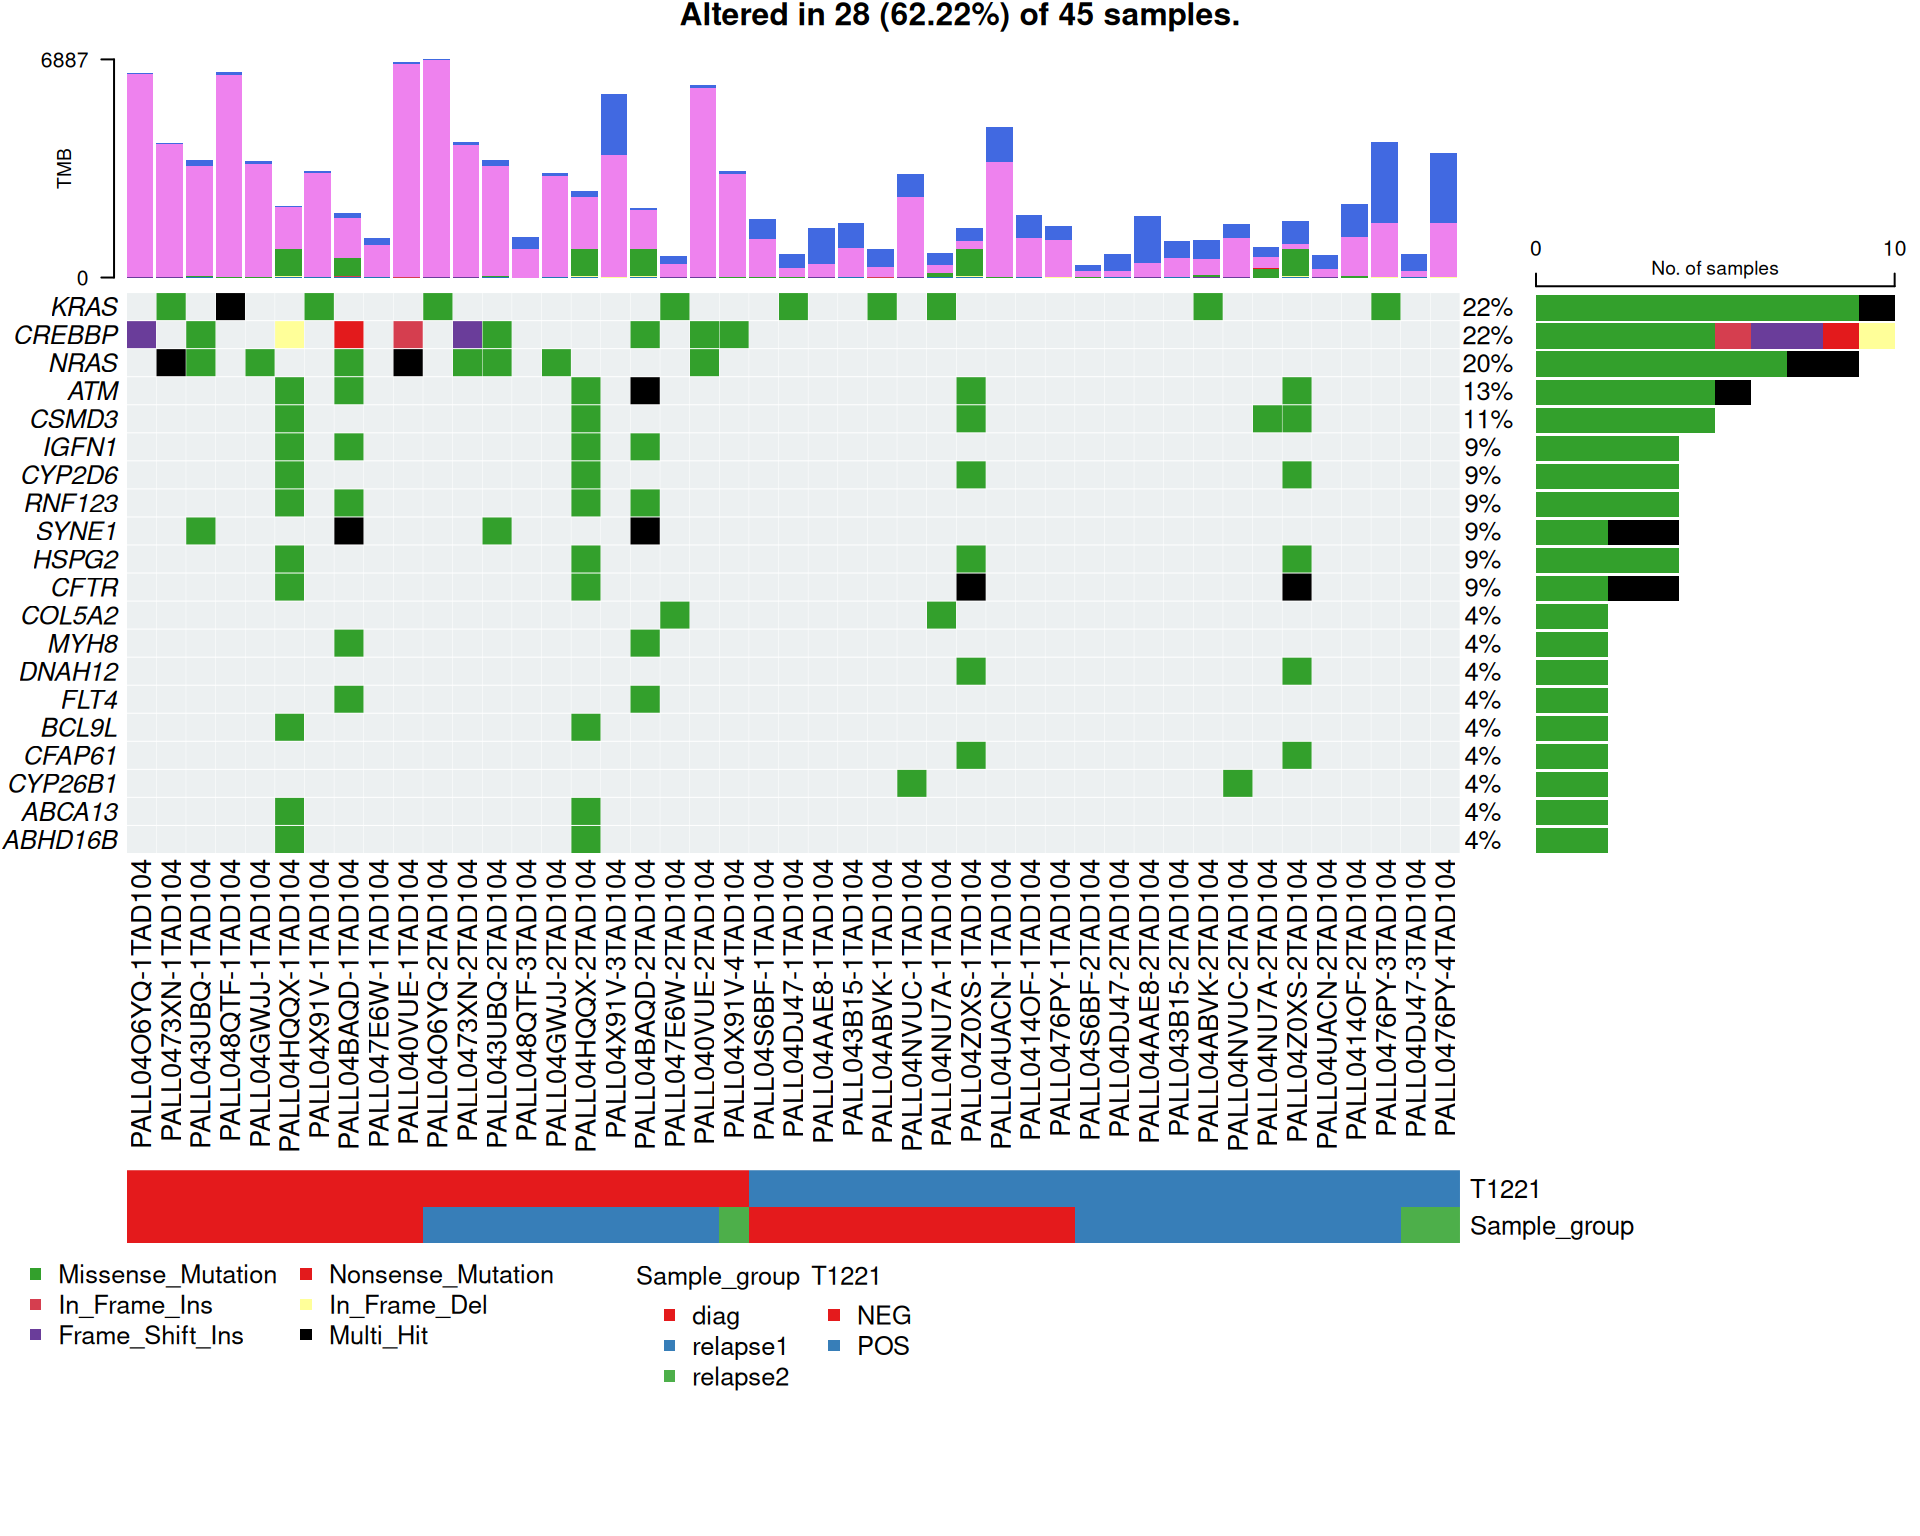 Altered in 28 (62.22%) of 45 samples.
6887
TMB
0
0
10
No. of samples
KRAS 22%
CREBBP 22%
NRAS 20%
ATM 13%
CSMD3 11%
IGFN1 9%
CYP2D6 9%
RNF123 9%
SYNE1 9%
HSPG2 9%
CFTR 9%
COL5A2 4%
MYH8 4%
DNAH12 4%
FLT4 4%
BCL9L 4%
CFAP61 4%
CYP26B1 4%
ABCA13 4%
ABHD16B 4%
PALL04O6YQ-1TAD104
PALL0473XN-1TAD104
PALL043UBQ-1TAD104
PALL048QTF-1TAD104
PALL04GWJJ-1TAD104
PALL04HQQX-1TAD104
PALL04X91V-1TAD104
PALL04BAQD-1TAD104
PALL047E6W-1TAD104
PALL040VUE-1TAD104
PALL04O6YQ-2TAD104
PALL0473XN-2TAD104
PALL043UBQ-2TAD104
PALL048QTF-3TAD104
PALL04GWJJ-2TAD104
PALL04HQQX-2TAD104
PALL04X91V-3TAD104
PALL04BAQD-2TAD104
PALL047E6W-2TAD104
PALL040VUE-2TAD104
PALL04X91V-4TAD104
PALL04S6BF-1TAD104
PALL04DJ47-1TAD104
PALL04AAE8-1TAD104
PALL043B15-1TAD104
PALL04ABVK-1TAD104
PALL04NVUC-1TAD104
PALL04NU7A-1TAD104
PALL04Z0XS-1TAD104
PALL04UACN-1TAD104
PALL0414OF-1TAD104
PALL0476PY-1TAD104
PALL04S6BF-2TAD104
PALL04DJ47-2TAD104
PALL04AAE8-2TAD104
PALL043B15-2TAD104
PALL04ABVK-2TAD104
PALL04NVUC-2TAD104
PALL04NU7A-2TAD104
PALL04Z0XS-2TAD104
PALL04UACN-2TAD104
PALL0414OF-2TAD104
PALL0476PY-3TAD104
PALL04DJ47-3TAD104
PALL0476PY-4TAD104
T1221
Sample_group
Missense_Mutation Nonsense_Mutation
In_Frame_Ins In_Frame_Del
Frame_Shift_Ins Multi_Hit
Sample_group T1221
diag NEG
relapse1 POS
relapse2